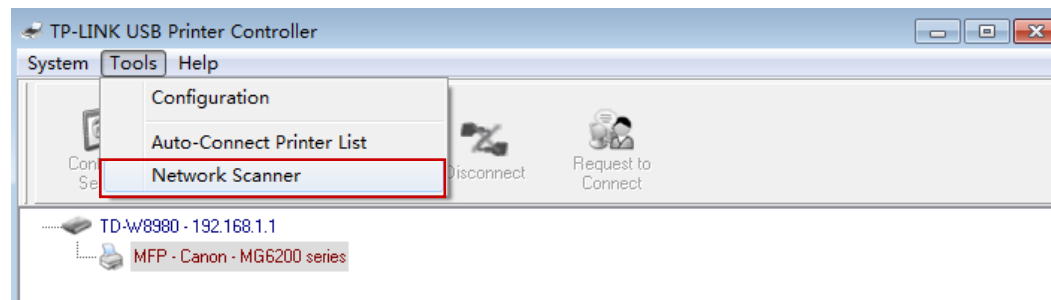 TP-LINK USB Printer Controller
System Tools Help
Configuration
Auto-Connect Printer List
Network Scanner
Disconnect
Request to
Connect
TD-W8980 - 192.168.1.1
MFP - Canon - MG6200 series